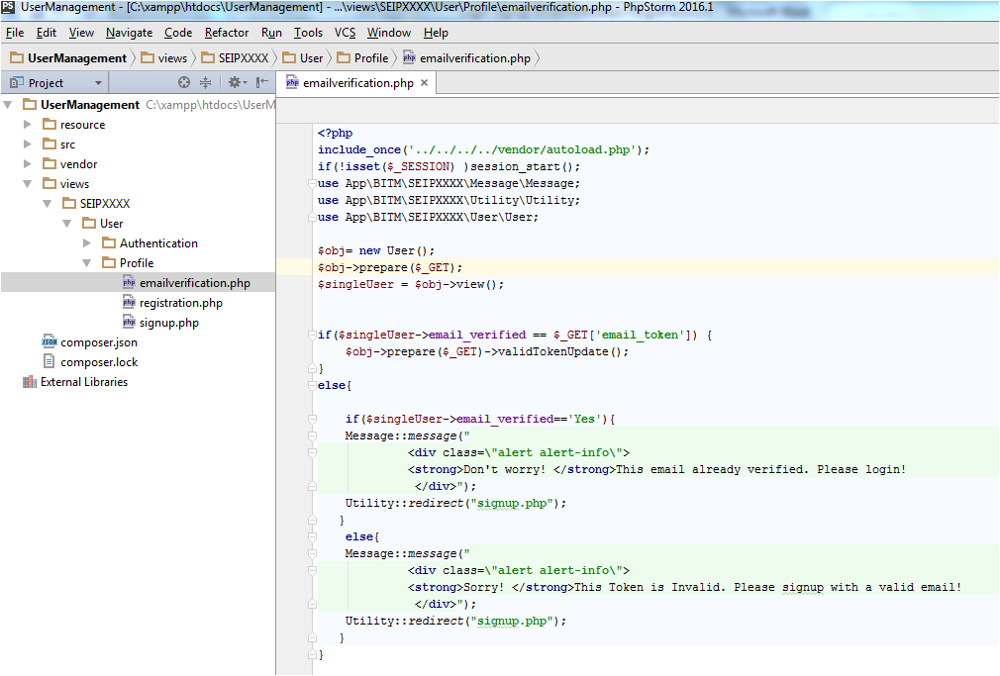 PS UserManagement - [C:\xampp\htdocs\UserManagement] - ...\views\SEIPXXXX\User\Profile\emailverification.php - PhpStorm 2016.1
File Edit View Navigate Code Refactor Run Tools VCS Window Help
UserManagement views SEIPXXXX User Profile php emailverification.php
Project
php emailverification.php
UserManagement C:\xampp\htdocs\UserM
resource
src
vendor
views
SEIPXXXX
User
Authentication
Profile
php emailverification.php
php registration.php
php signup.php
JSON composer.json
composer.lock
External Libraries
<?php
include_once('../../../../vendor/autoload.php');
if(!isset($_SESSION) )session_start();
use App\BITM\SEIPXXXX\Message\Message;
use App\BITM\SEIPXXXX\Utility\Utility;
use App\BITM\SEIPXXXX\User\User;
$obj= new User();
$obj->prepare($_GET);
$singleUser = $obj->view();
if($singleUser->email_verified == $_GET['email_token']) {
$obj->prepare($_GET)->validTokenUpdate();
}
else{
if($singleUser->email_verified=='Yes'){
Message::message("
<div class=\"alert alert-info\">
<strong>Don't worry! </strong>This email already verified. Please login!
</div>");
Utility::redirect("signup.php");
}
else{
Message::message("
<div class=\"alert alert-info\">
<strong>Sorry! </strong>This Token is Invalid. Please signup with a valid email!
</div>");
Utility::redirect("signup.php");
}
}